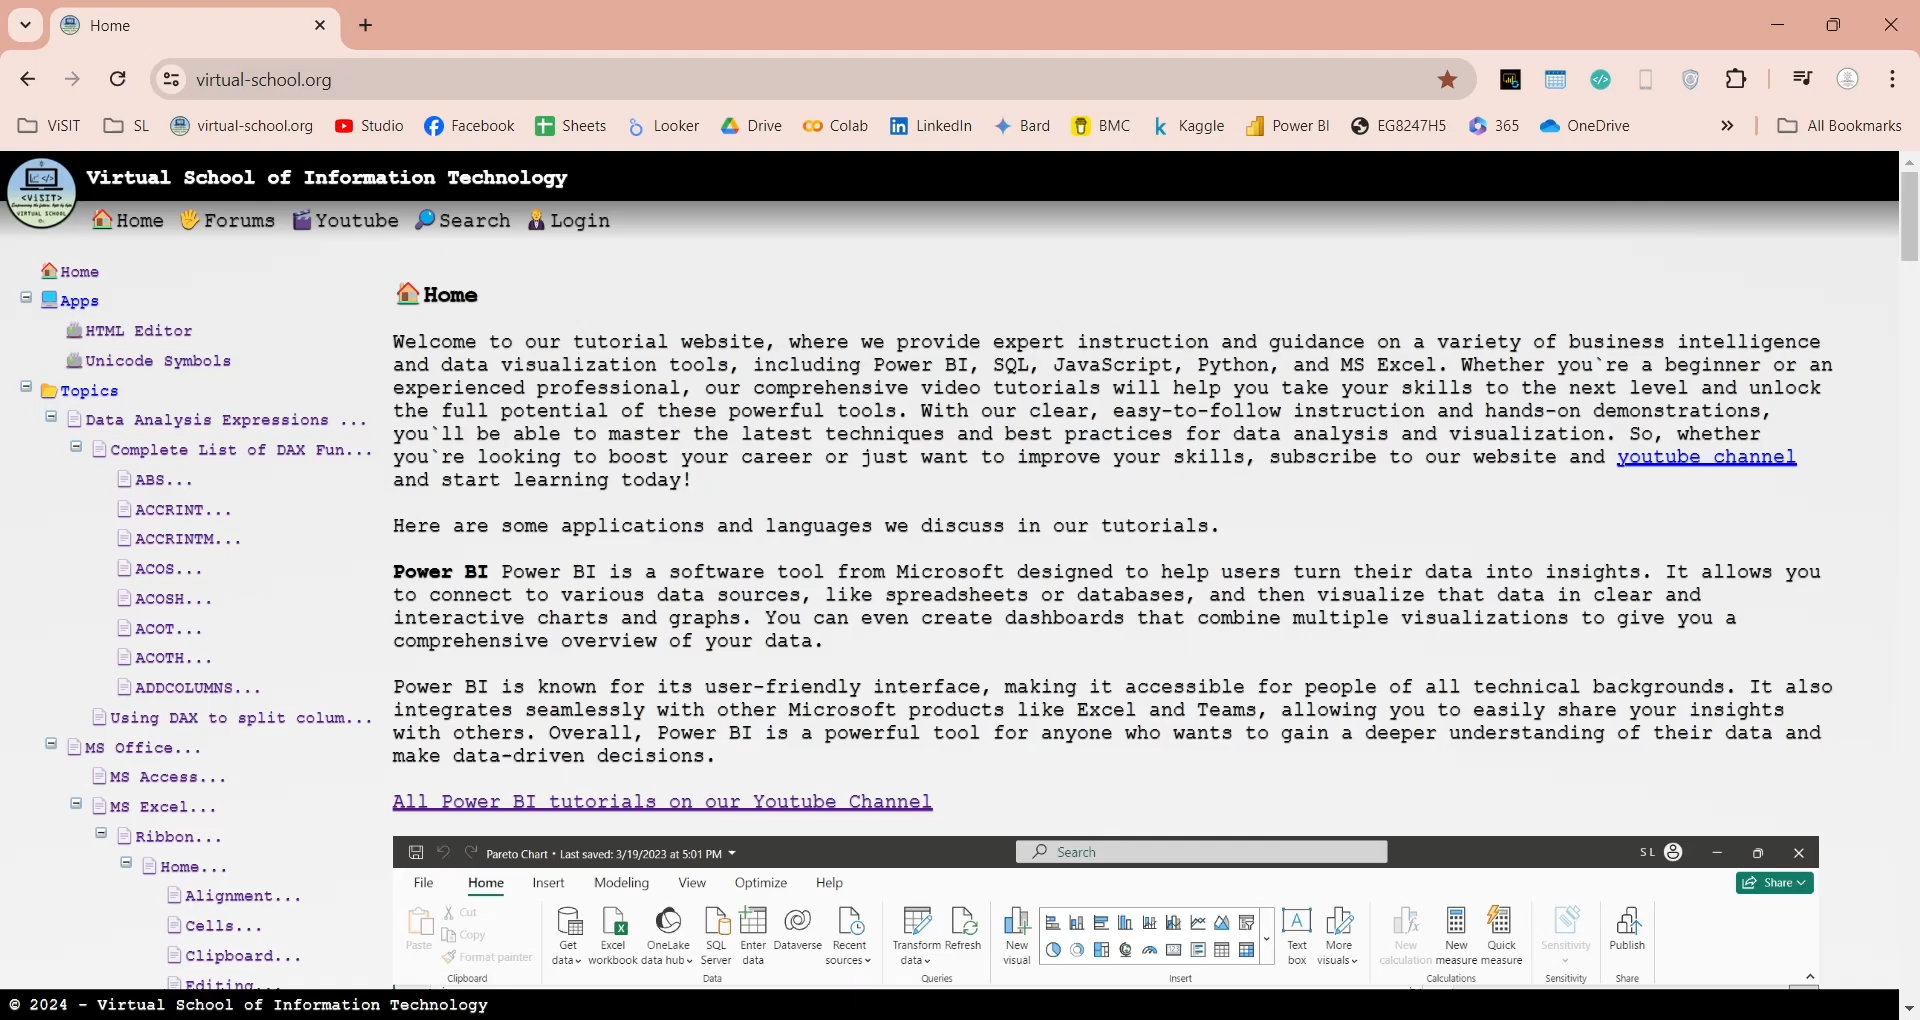 Home
virtual-school.org
ViSIT SL virtual-school.org Studio Facebook Sheets Looker Drive Colab LinkedIn Bard BMC Kaggle Power BI EG8247H5 365 OneDrive » All Bookmarks
Virtual School of Information Technology
<ViSIT>
VIRTUAL SCHOOL
Home Forums Youtube Search Login
Home
Apps
HTML Editor
Unicode Symbols
Topics
Data Analysis Expressions ...
Complete List of DAX Fun...
ABS...
ACCRINT...
ACCRINTM...
ACOS...
ACOSH...
ACOT...
ACOTH...
ADDCOLUMNS...
Using DAX to split colum...
MS Office...
MS Access...
MS Excel...
Ribbon...
Home...
Alignment...
Cells...
Clipboard...
Editing...
Home
Welcome to our tutorial website, where we provide expert instruction and guidance on a variety of business intelligence
and data visualization tools, including Power BI, SQL, JavaScript, Python, and MS Excel. Whether you`re a beginner or an
experienced professional, our comprehensive video tutorials will help you take your skills to the next level and unlock
the full potential of these powerful tools. With our clear, easy-to-follow instruction and hands-on demonstrations,
you`ll be able to master the latest techniques and best practices for data analysis and visualization. So, whether
you`re looking to boost your career or just want to improve your skills, subscribe to our website and youtube channel
and start learning today!
Here are some applications and languages we discuss in our tutorials.
Power BI Power BI is a software tool from Microsoft designed to help users turn their data into insights. It allows you
to connect to various data sources, like spreadsheets or databases, and then visualize that data in clear and
interactive charts and graphs. You can even create dashboards that combine multiple visualizations to give you a
comprehensive overview of your data.
Power BI is known for its user-friendly interface, making it accessible for people of all technical backgrounds. It also
integrates seamlessly with other Microsoft products like Excel and Teams, allowing you to easily share your insights
with others. Overall, Power BI is a powerful tool for anyone who wants to gain a deeper understanding of their data and
make data-driven decisions.
All Power BI tutorials on our Youtube Channel
Pareto Chart • Last saved: 3/19/2023 at 5:01 PM Search S L
File Home Insert Modeling View Optimize Help Share
Cut
Copy
Format painter
Paste
Get Excel OneLake SQL Enter Dataverse Recent Transform Refresh New Text More New New Quick Sensitivity Publish
data workbook data hub Server data sources data visual box visuals calculation measure measure
Clipboard Data Queries Insert Calculations Sensitivity Share
© 2024 - Virtual School of Information Technology